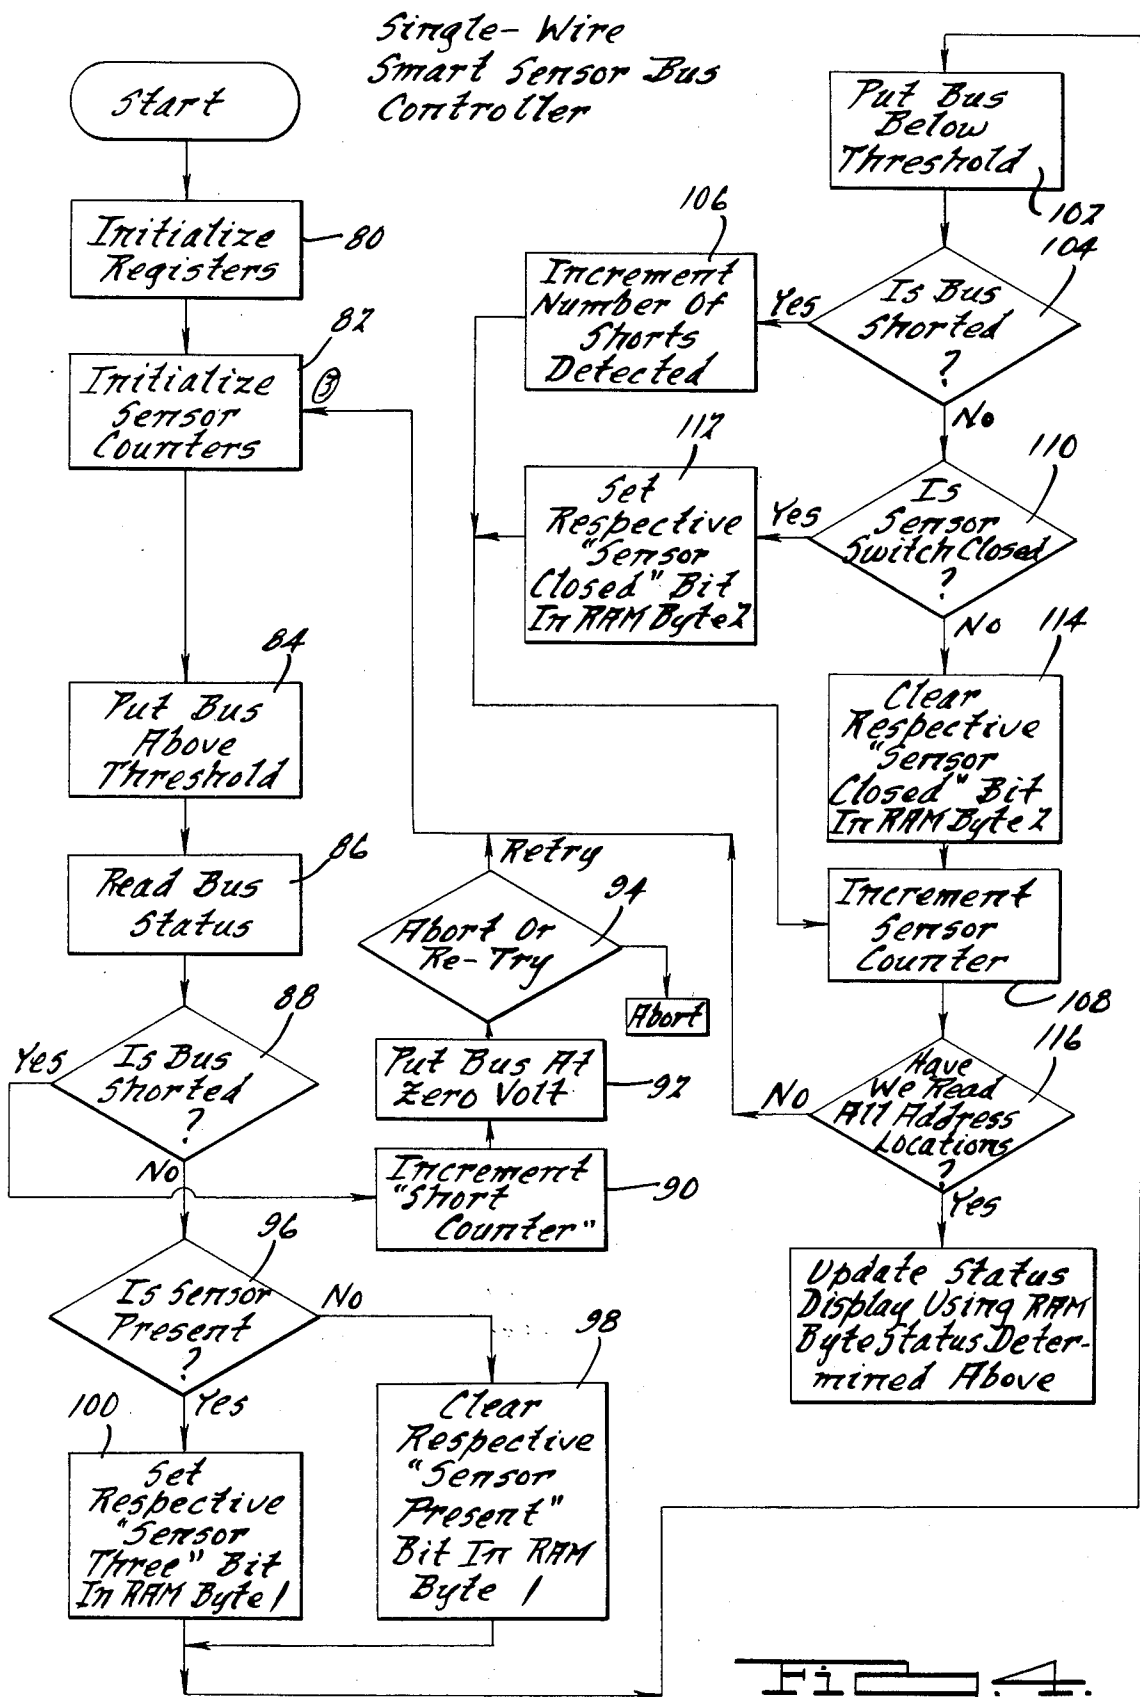 Single-Wire
Smart Sensor Bus
Controller
Start
Initialize
Registers
80
82
Initialize
Sensor
Counters
3
84
Put Bus
Above
Threshold
86
Read Bus
Status
88
Is Bus
Shorted
?
Yes
No
Increment
"Short
Counter"
90
Put Bus At
Zero Volt
92
Abort Or
Re-Try
94
Retry
Abort
96
Is Sensor
Present
?
No
Yes
98
Clear
Respective
"Sensor
Present"
Bit In RAM
Byte 1
100
Set
Respective
"Sensor
Three" Bit
In RAM Byte 1
Put Bus
Below
Threshold
102
104
Is Bus
Shorted
?
Yes
No
106
Increment
Number Of
Shorts
Detected
110
Is
Sensor
Switch Closed
?
Yes
No
112
Set
Respective
"Sensor
Closed" Bit
In RAM Byte 2
114
Clear
Respective
"Sensor
Closed" Bit
In RAM Byte 2
Increment
Sensor
Counter
108
116
Have
We Read
All Address
Locations
?
No
Yes
Update Status
Display Using RAM
Byte Status Deter-
mined Above
Fig. 4.